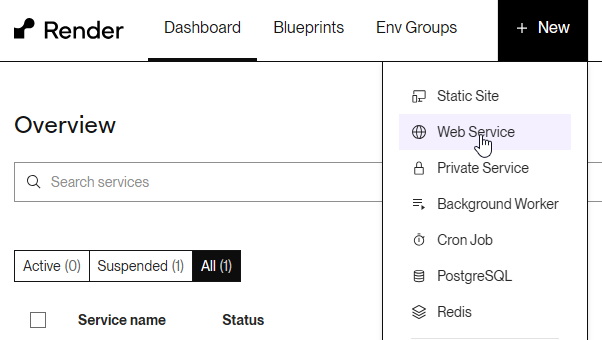 Render Dashboard Blueprints Env Groups + New
Static Site
Overview
Web Service
Private Service
Search services
Background Worker
Cron Job
Active (0) Suspended (1) All (1)
PostgreSQL
Redis
Service name Status